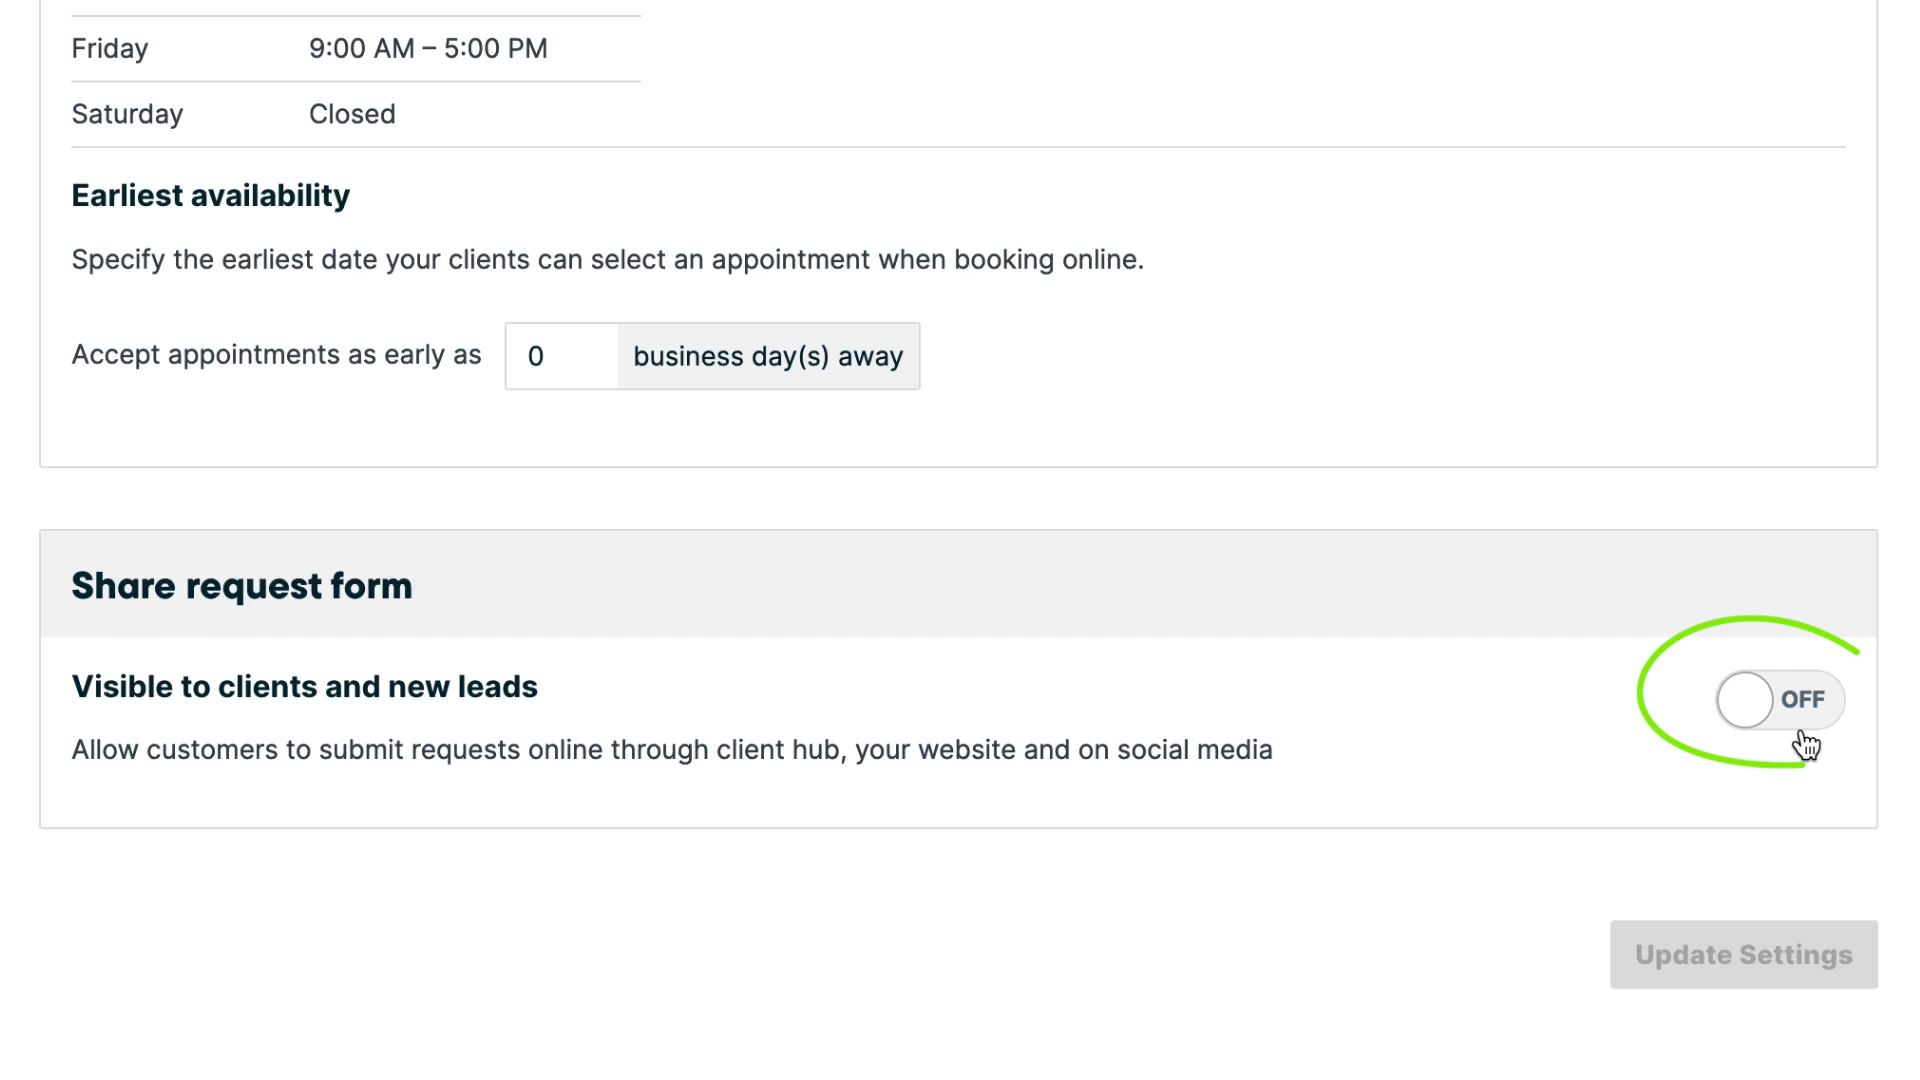 Friday 9:00 AM – 5:00 PM
Saturday Closed
Earliest availability
Specify the earliest date your clients can select an appointment when booking online.
Accept appointments as early as 0 business day(s) away
Share request form
Visible to clients and new leads
OFF
Allow customers to submit requests online through client hub, your website and on social media
Update Settings